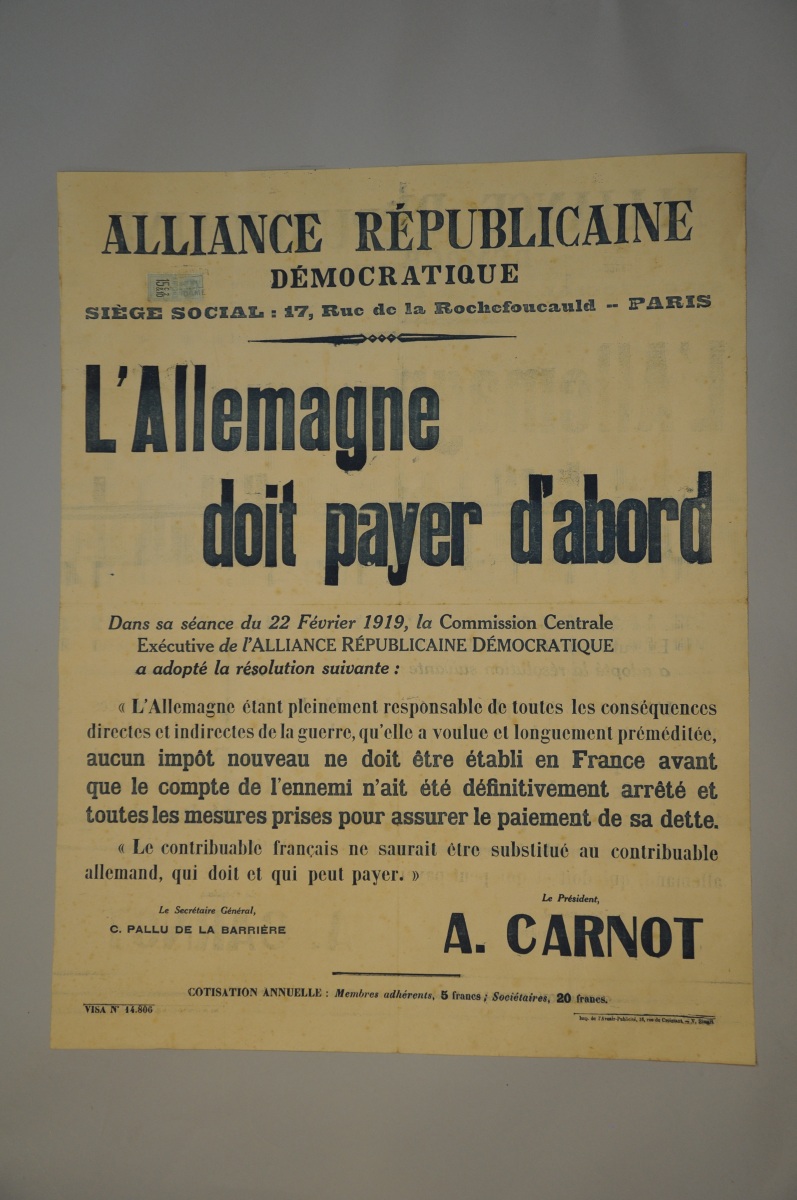 ALLIANCE RÉPUBLICAINE
DÉMOCRATIQUE
SIÈGE SOCIAL : 17, Rue de la Rochefoucauld -- PARIS
L'Allemagne
doit payer d'abord
Dans sa séance du 22 Février 1919, la Commission Centrale
Exécutive de l'ALLIANCE RÉPUBLICAINE DÉMOCRATIQUE
a adopté la résolution suivante :
« L'Allemagne étant pleinement responsable de toutes les conséquences
directes et indirectes de la guerre, qu'elle a voulue et longuement préméditée,
aucun impôt nouveau ne doit être établi en France avant
que le compte de l'ennemi n'ait été définitivement arrêté et
toutes les mesures prises pour assurer le paiement de sa dette.
« Le contribuable français ne saurait être substitué au contribuable
allemand, qui doit et qui peut payer. »
Le Secrétaire Général,
C. PALLU DE LA BARRIÈRE
Le Président,
A. CARNOT
COTISATION ANNUELLE : Membres adhérents, 5 francs ; Sociétaires, 20 francs.
VISA N° 14.806
Imp. de l'Avenir-Publicité, rue du